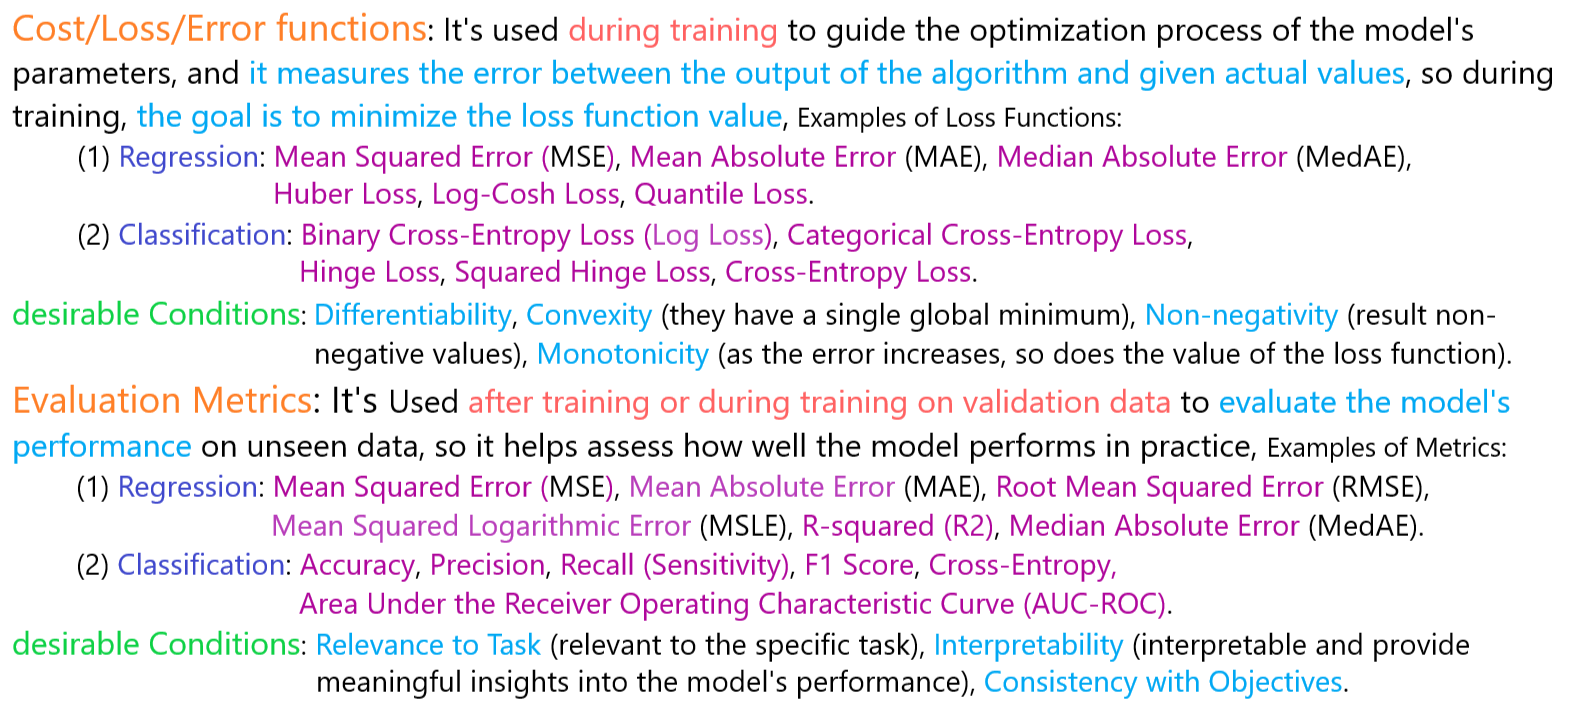 Cost/Loss/Error functions: It's used during training to guide the optimization process of the model's
parameters, and it measures the error between the output of the algorithm and given actual values, so during
training, the goal is to minimize the loss function value, Examples of Loss Functions:
(1) Regression: Mean Squared Error (MSE), Mean Absolute Error (MAE), Median Absolute Error (MedAE),
Huber Loss, Log-Cosh Loss, Quantile Loss.
(2) Classification: Binary Cross-Entropy Loss (Log Loss), Categorical Cross-Entropy Loss,
Hinge Loss, Squared Hinge Loss, Cross-Entropy Loss.
desirable Conditions: Differentiability, Convexity (they have a single global minimum), Non-negativity (result non-
negative values), Monotonicity (as the error increases, so does the value of the loss function).
Evaluation Metrics: It's Used after training or during training on validation data to evaluate the model's
performance on unseen data, so it helps assess how well the model performs in practice, Examples of Metrics:
(1) Regression: Mean Squared Error (MSE), Mean Absolute Error (MAE), Root Mean Squared Error (RMSE),
Mean Squared Logarithmic Error (MSLE), R-squared (R2), Median Absolute Error (MedAE).
(2) Classification: Accuracy, Precision, Recall (Sensitivity), F1 Score, Cross-Entropy,
Area Under the Receiver Operating Characteristic Curve (AUC-ROC).
desirable Conditions: Relevance to Task (relevant to the specific task), Interpretability (interpretable and provide
meaningful insights into the model's performance), Consistency with Objectives.